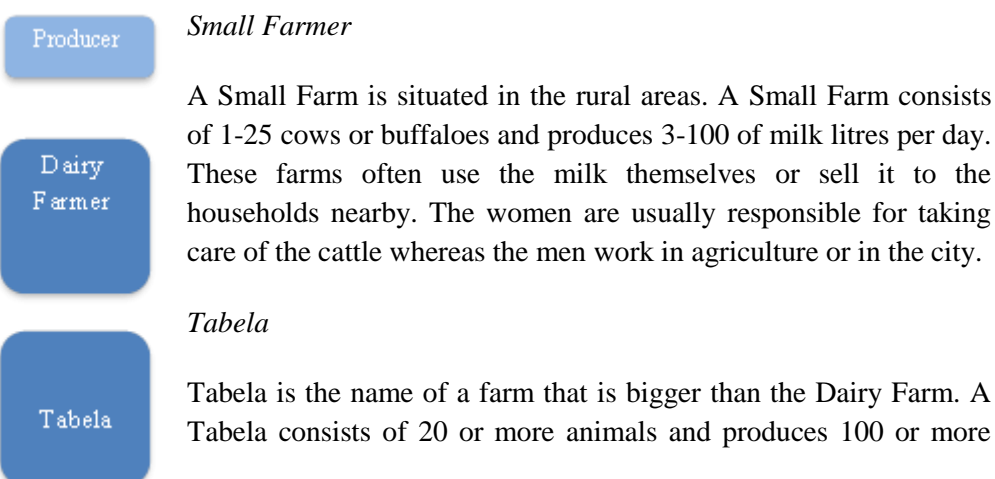 Producer
Small Farmer
A Small Farm is situated in the rural areas. A Small Farm consists
of 1-25 cows or buffaloes and produces 3-100 of milk litres per day.
These farms often use the milk themselves or sell it to the
households nearby. The women are usually responsible for taking
care of the cattle whereas the men work in agriculture or in the city.
Dairy
Farmer
Tabela
Tabela is the name of a farm that is bigger than the Dairy Farm. A
Tabela consists of 20 or more animals and produces 100 or more
Tabela